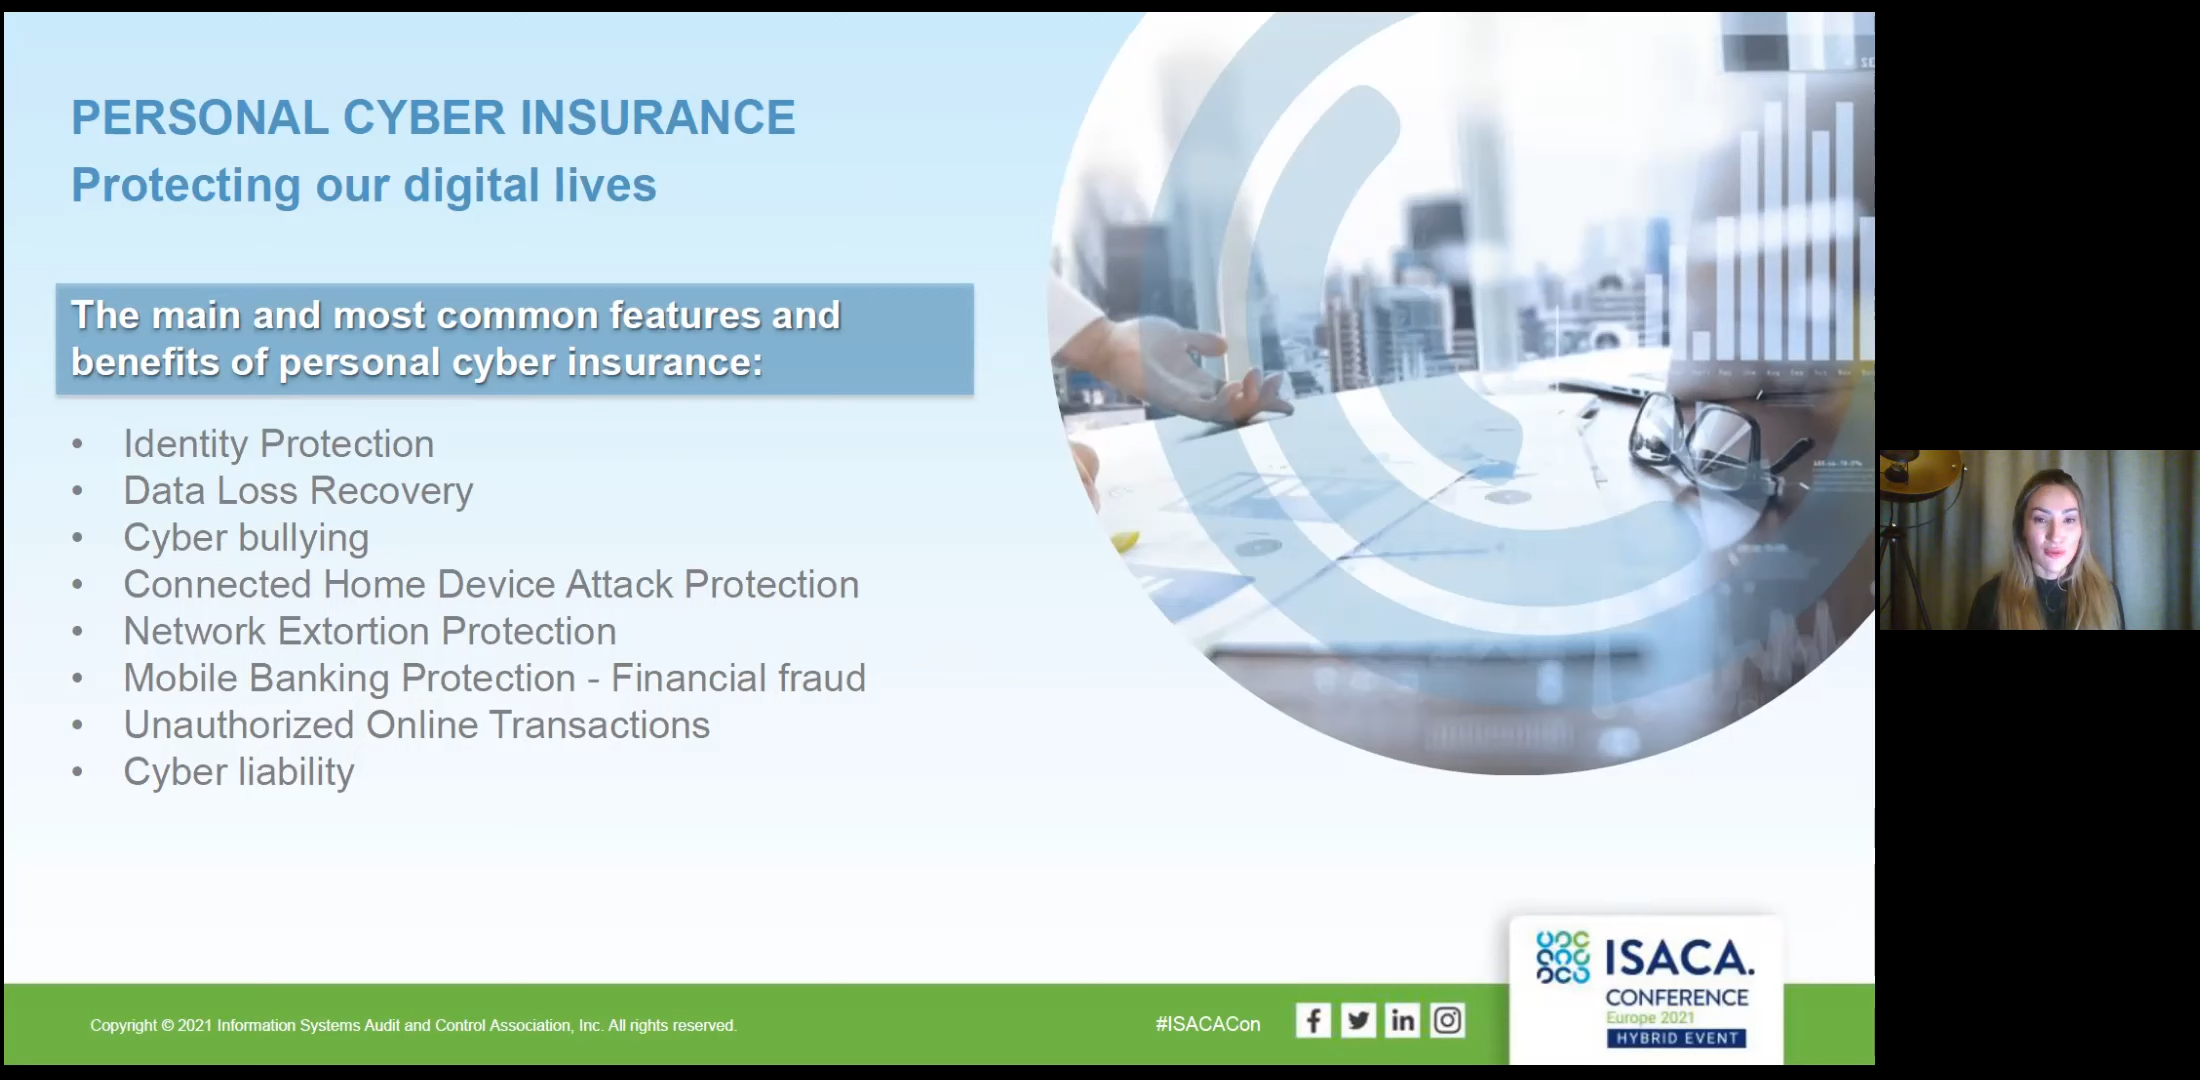 PERSONAL CYBER INSURANCE
Protecting our digital lives
The main and most common features and
benefits of personal cyber insurance:
• Identity Protection
• Data Loss Recovery
• Cyber bullying
• Connected Home Device Attack Protection
• Network Extortion Protection
• Mobile Banking Protection - Financial fraud
• Unauthorized Online Transactions
• Cyber liability
Copyright © 2021 Information Systems Audit and Control Association, Inc. All rights reserved.
#ISACACon
ISACA.
CONFERENCE
Europe 2021
HYBRID EVENT